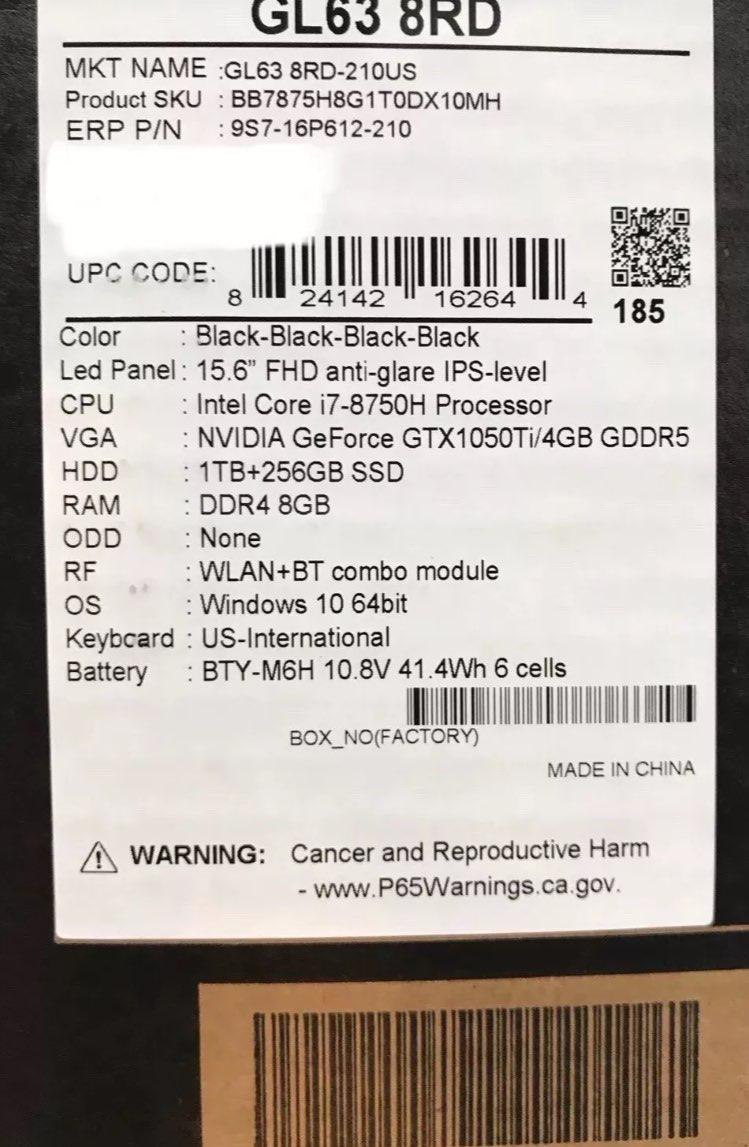 GL63 8RD
MKT NAME :GL63 8RD-210US
Product SKU : BB7875H8G1T0DX10MH
ERP P/N : 9S7-16P612-210
UPC CODE:
8 24142 16264 4
185
Color : Black-Black-Black-Black
Led Panel : 15.6” FHD anti-glare IPS-level
CPU : Intel Core i7-8750H Processor
VGA : NVIDIA GeForce GTX1050Ti/4GB GDDR5
HDD : 1TB+256GB SSD
RAM : DDR4 8GB
ODD : None
RF : WLAN+BT combo module
OS : Windows 10 64bit
Keyboard : US-International
Battery : BTY-M6H 10.8V 41.4Wh 6 cells
BOX_NO(FACTORY)
MADE IN CHINA
WARNING: Cancer and Reproductive Harm
- www.P65Warnings.ca.gov.